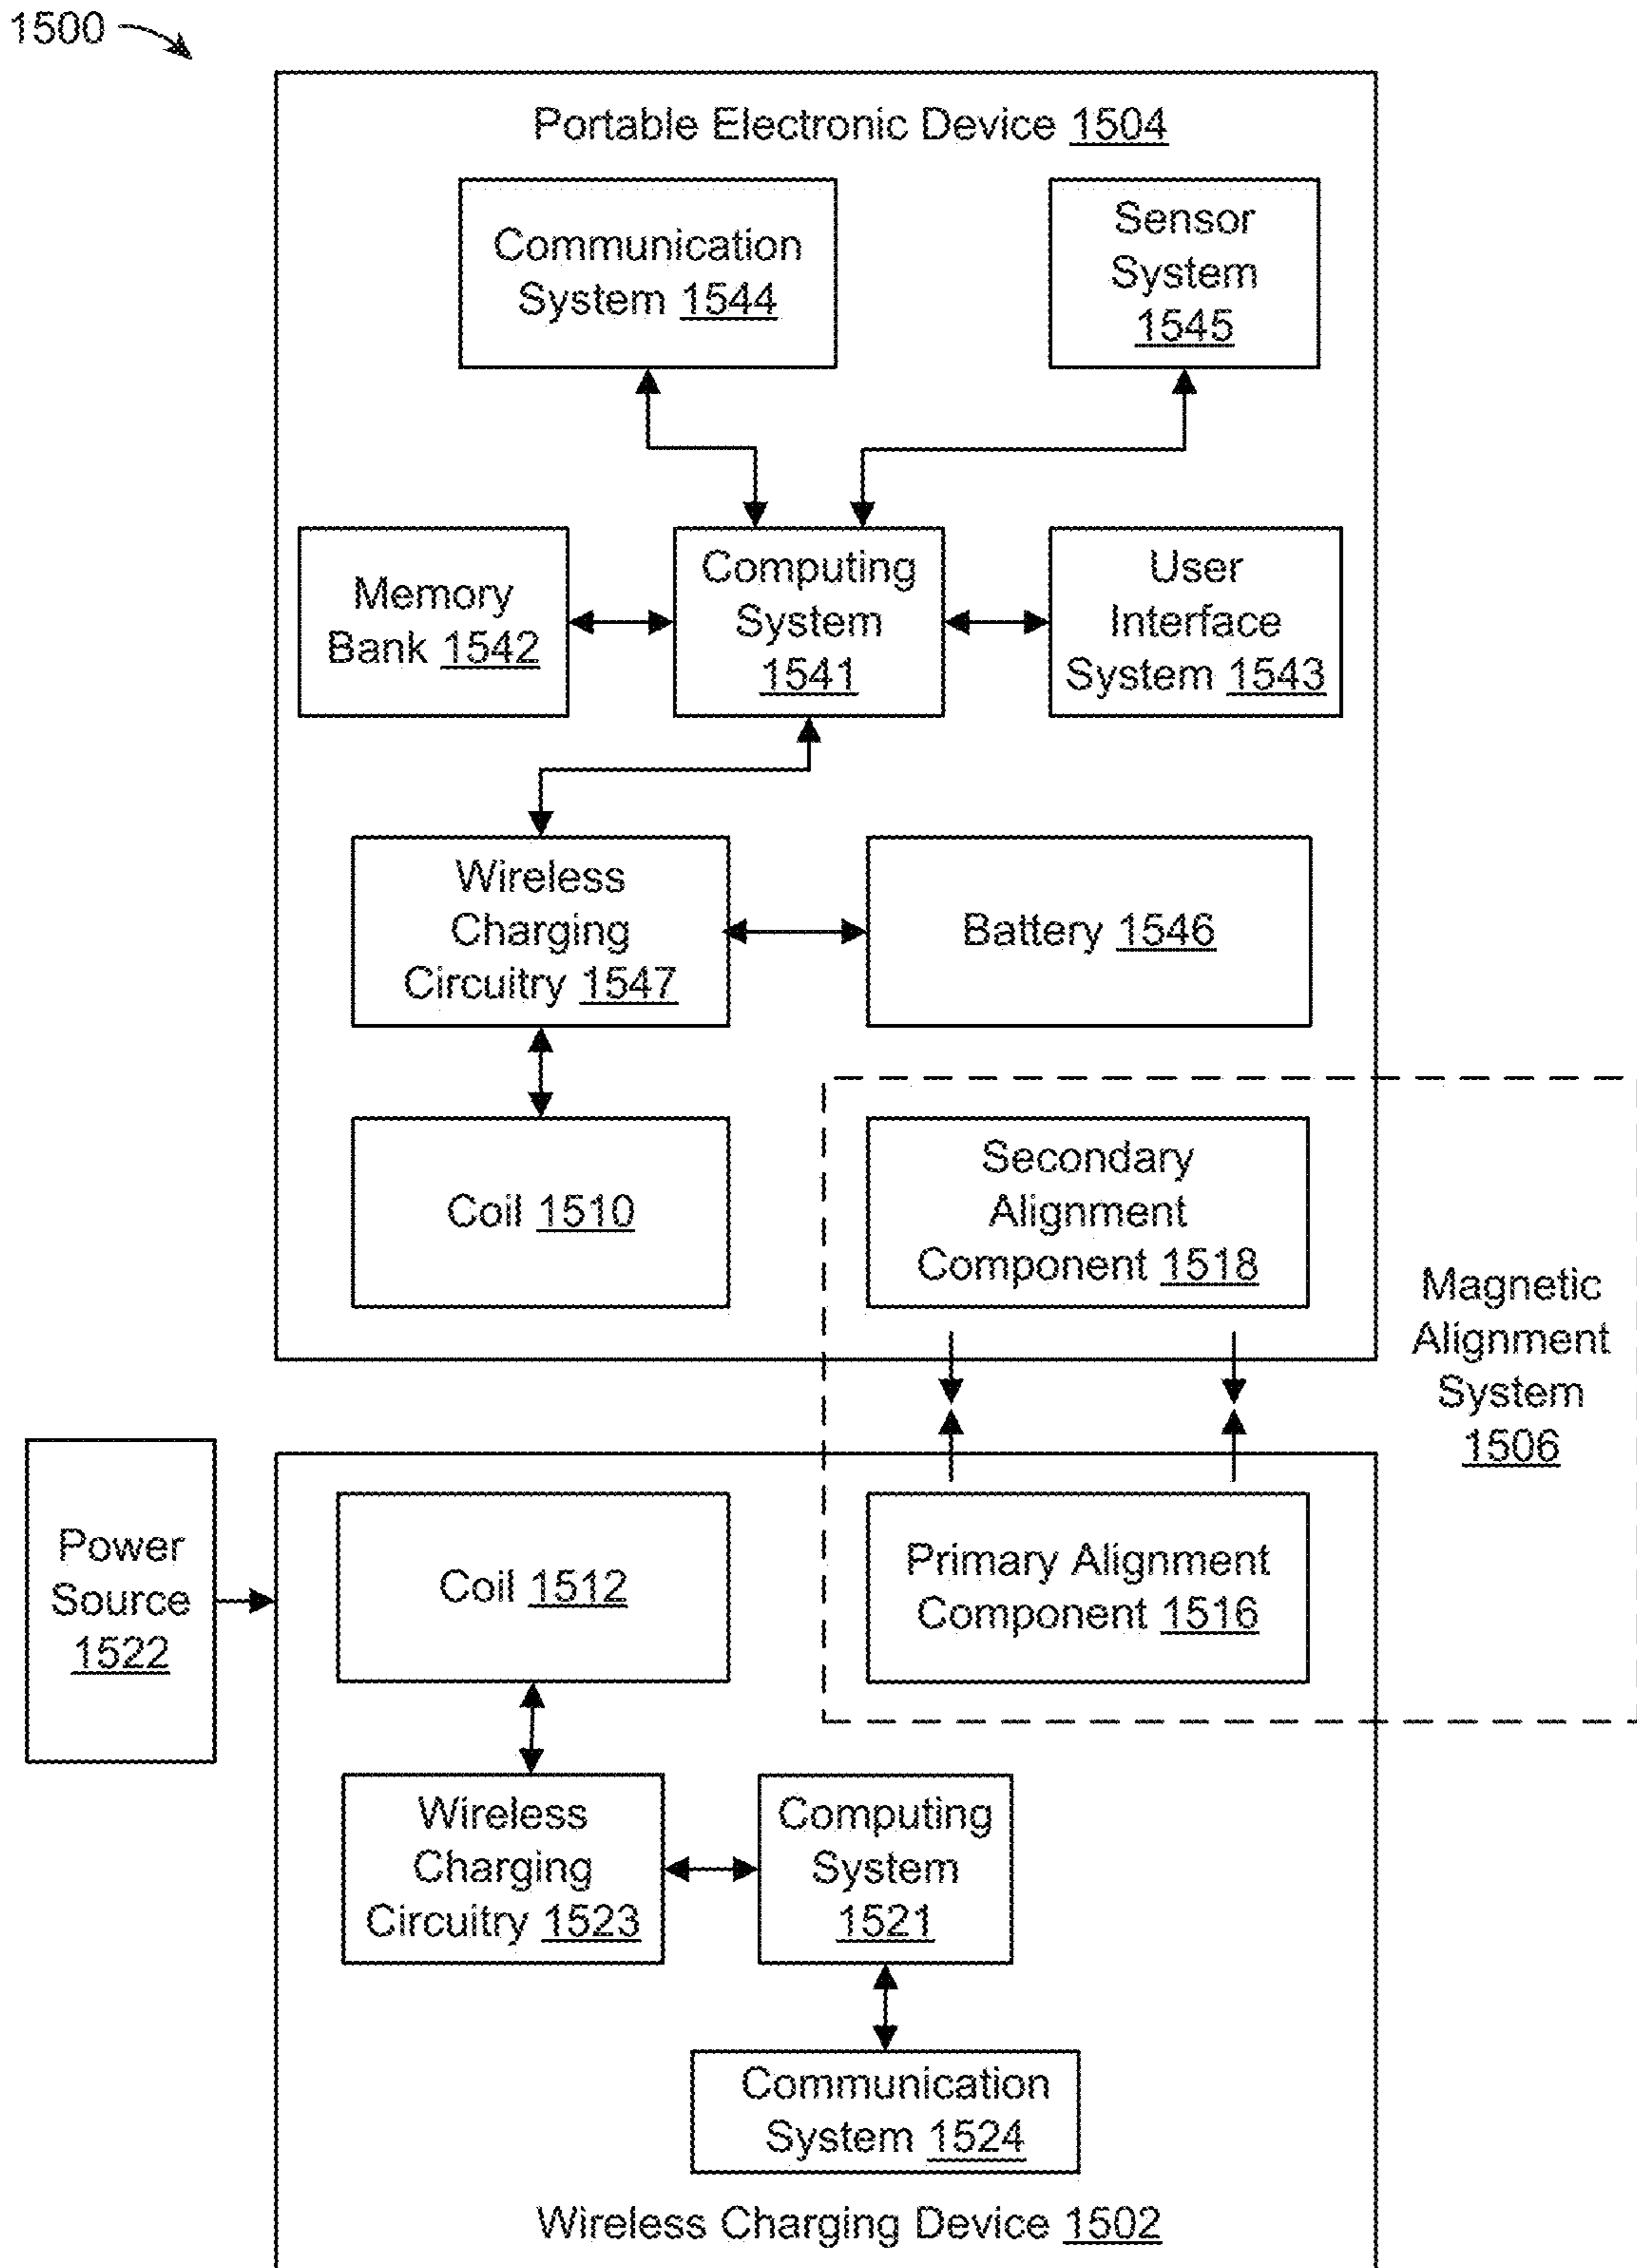 1500
Portable Electronic Device 1504
Communication
System 1544
Sensor
System
1545
Memory
Bank 1542
Computing
System
1541
User
Interface
System 1543
Wireless
Charging
Circuitry 1547
Battery 1546
Coil 1510
Secondary
Alignment
Component 1518
Magnetic
Alignment
System
1506
Power
Source
1522
Coil 1512
Primary Alignment
Component 1516
Wireless
Charging
Circuitry 1523
Computing
System
1521
Communication
System 1524
Wireless Charging Device 1502